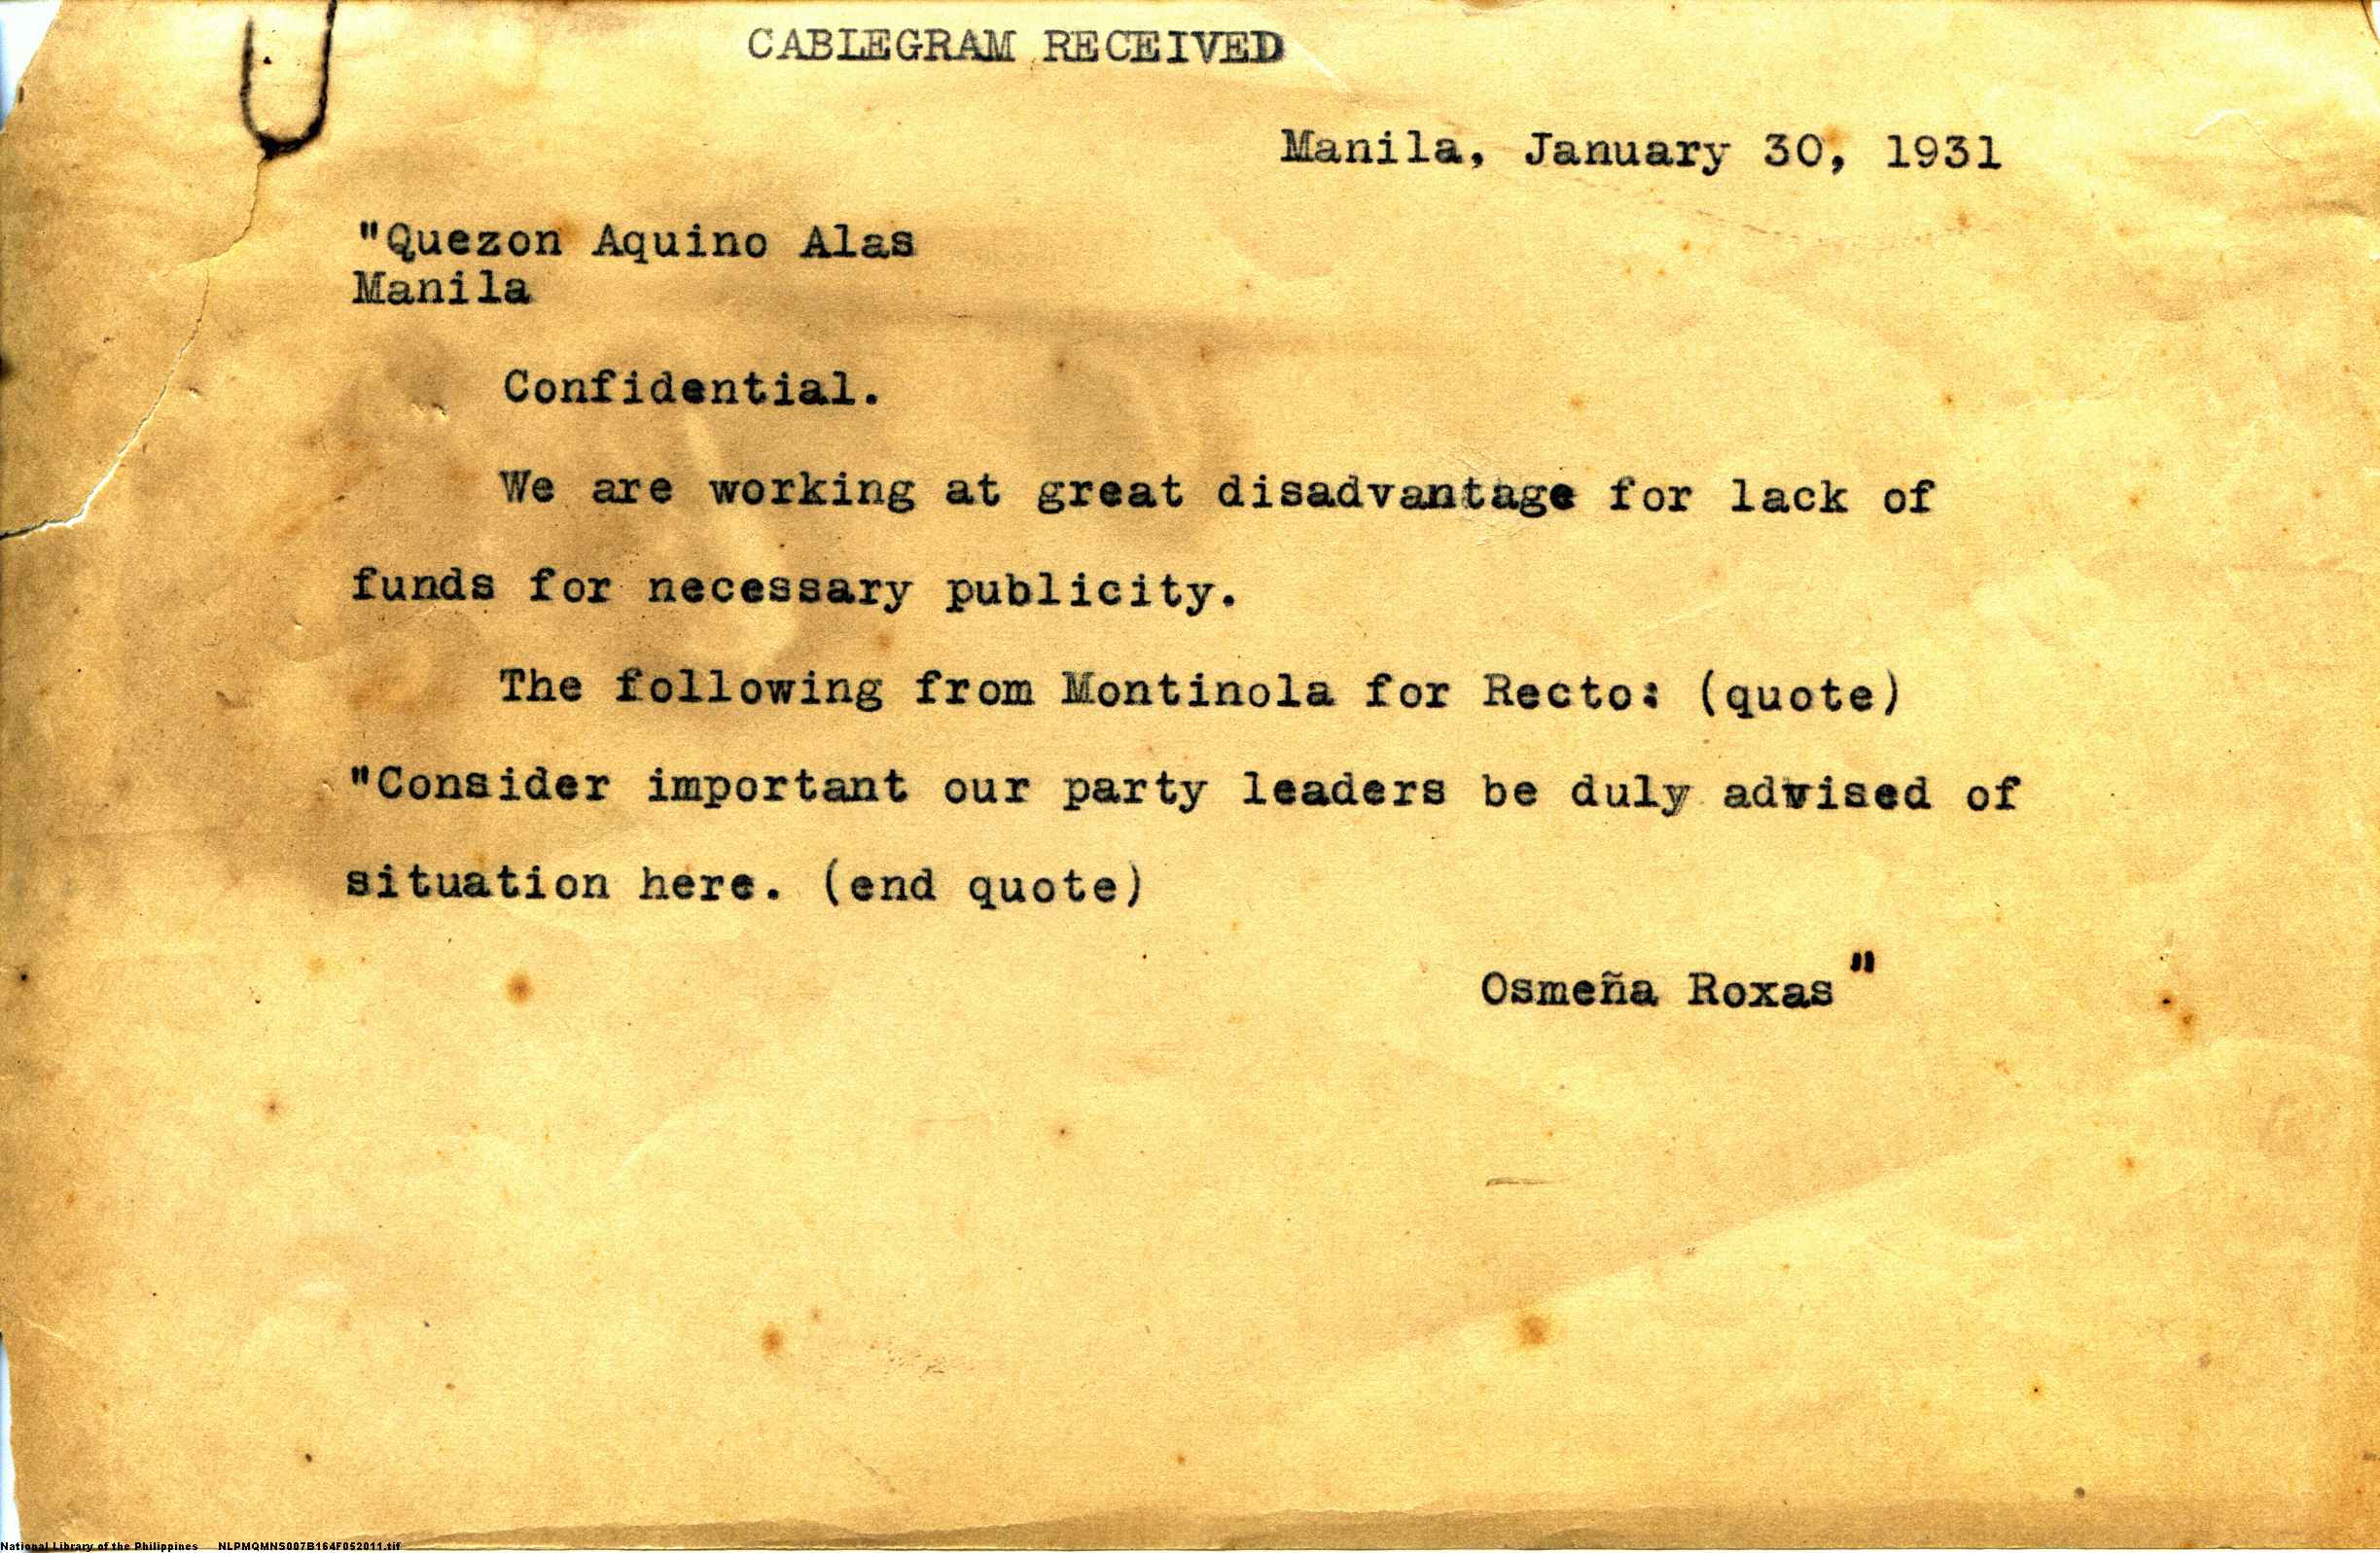 CABLEGRAM RECEIVED
Manila, January 30, 1931
"Quezon Aquino Alas
Manila
Confidential.
We are working at great disadvantage for lack of
funds for necessary publicity.
The following from Montinola for Recto: (quote)
"Consider important our party leaders be duly advised of
situation here. (end quote)
Osmeña Roxas"
National Library of the Philippines NLPMQMNS007B164F052011.tif